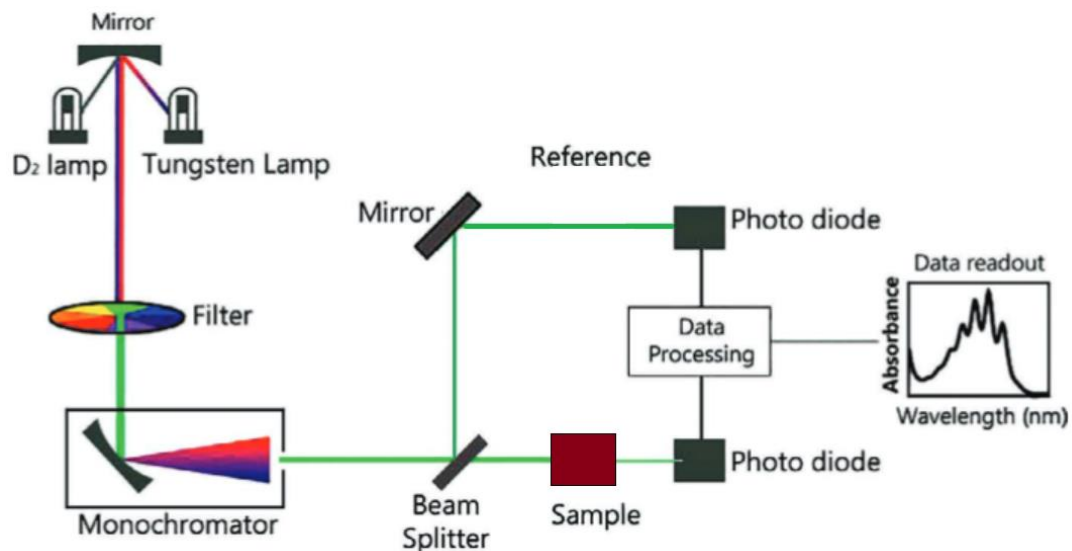 Mirror
D₂ lamp
Tungsten Lamp
Filter
Monochromator
Mirror
Beam
Splitter
Reference
Sample
Photo diode
Data
Processing
Photo diode
Data readout
Absorbance
Wavelength (nm)